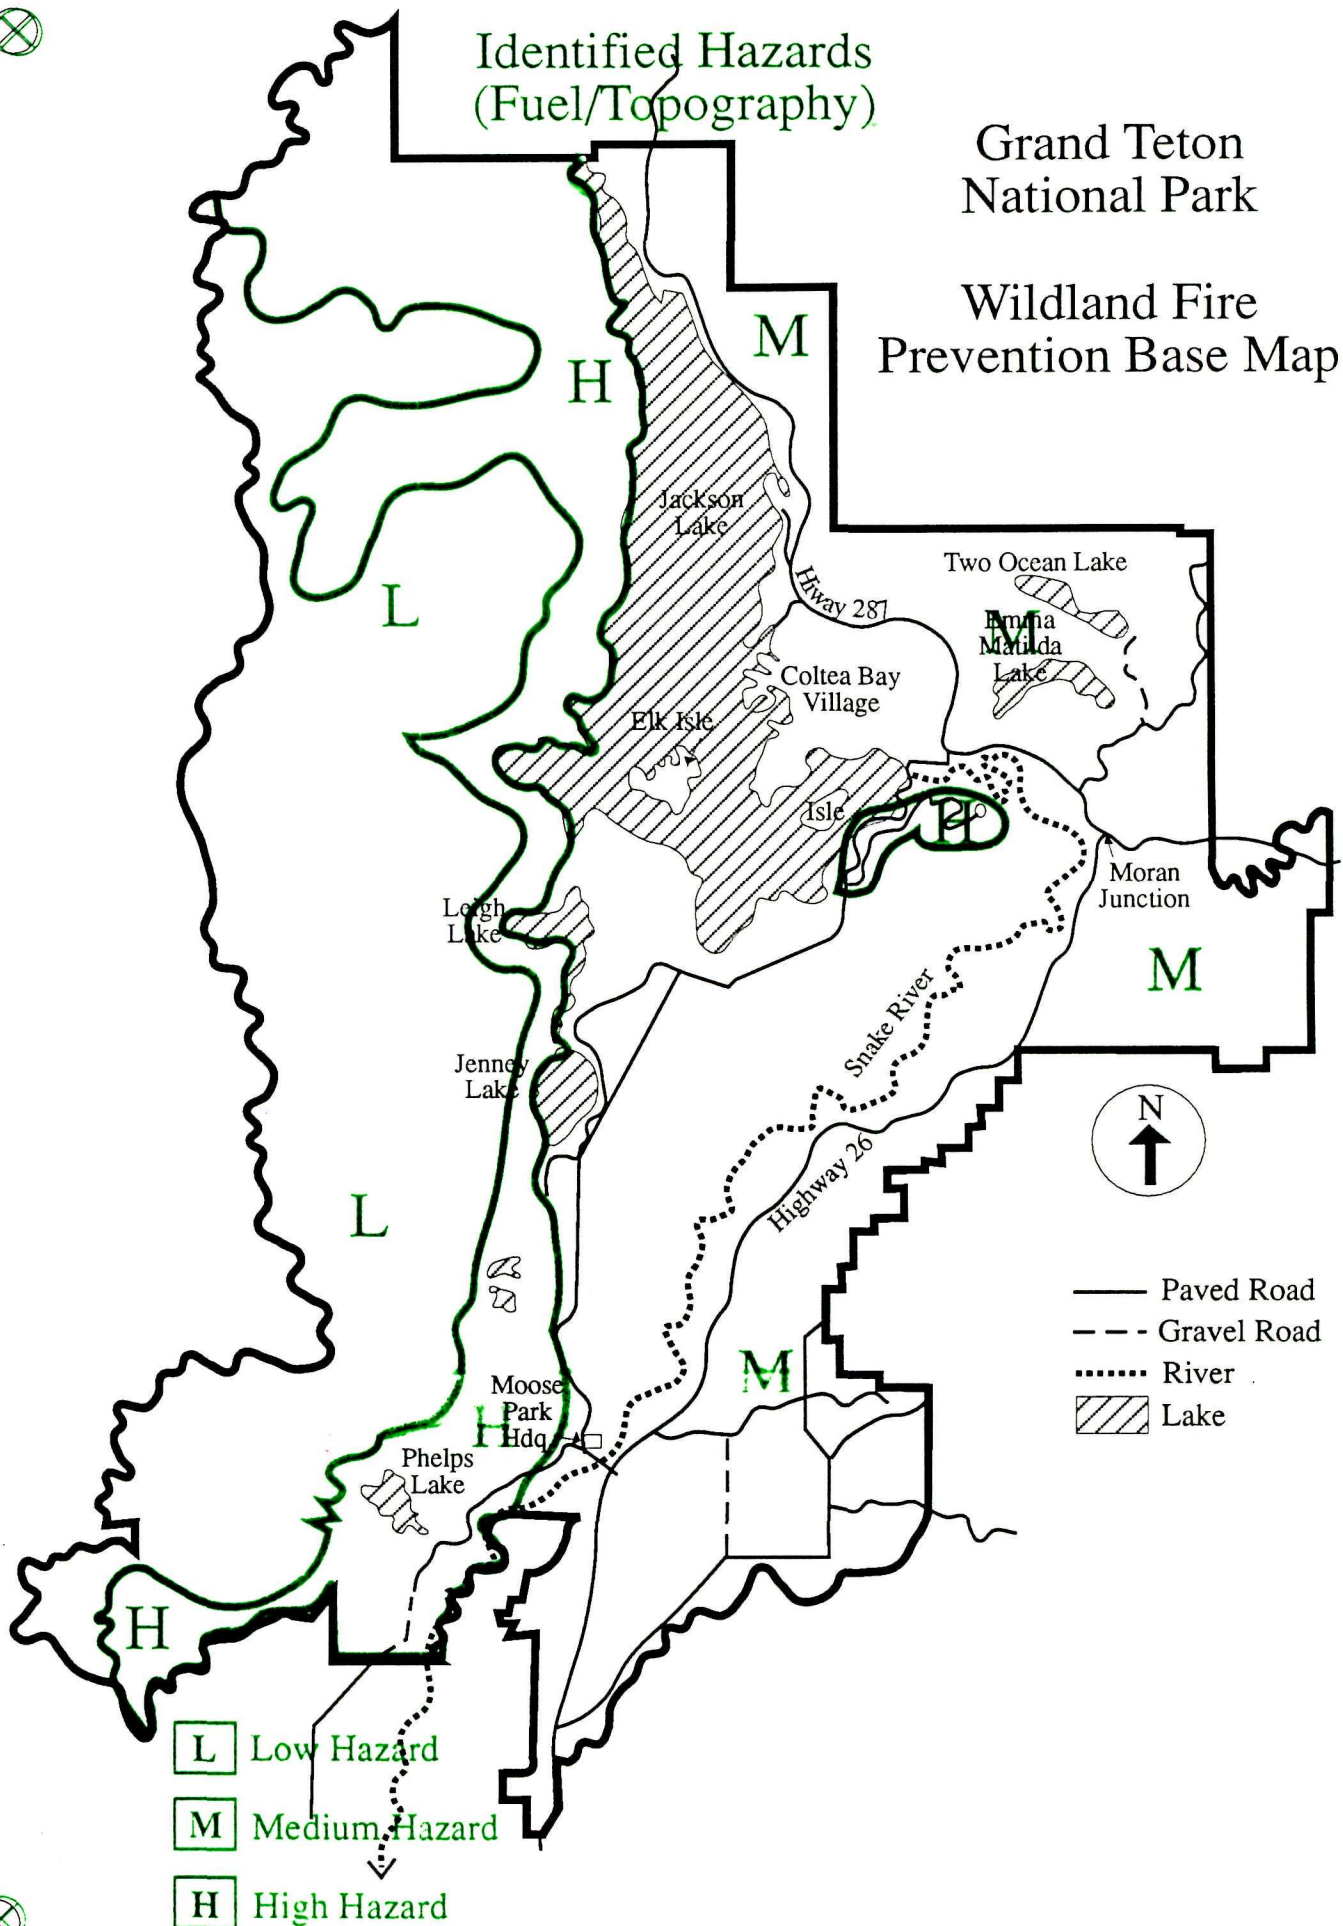 Identified Hazards
(Fuel/Topography)
Grand Teton
National Park
Wildland Fire
Prevention Base Map
M
H
Jackson
Lake
Two Ocean Lake
Hiway 287
L
M
Emma
Matilda
Lake
Coltea Bay
Village
Elk Isle
Isle
H
Moran
Junction
Leigh
Lake
M
Snake River
Jenney
Lake
N
Highway 26
L
Paved Road
Gravel Road
River
Lake
M
Moose
Park
Hdq
H
Phelps
Lake
H
L Low Hazard
M Medium Hazard
H High Hazard